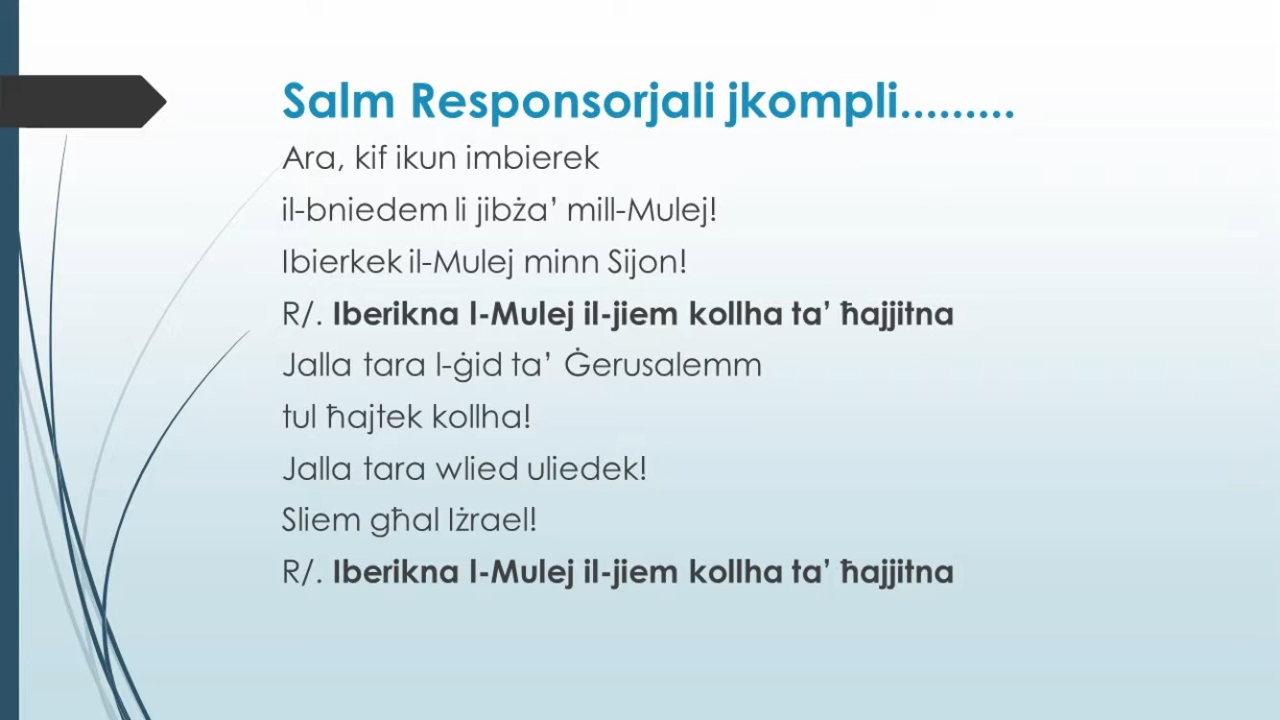 Salm Responsorjali jkompli.........
Ara, kif ikun imbierek
il-bniedem li jibża’ mill-Mulej!
Ibierkek il-Mulej minn Sijon!
R/. Iberikna l-Mulej il-jiem kollha ta’ ħajjitna
Jalla tara l-ġid ta’ Ġerusalemm
tul ħajtek kollha!
Jalla tara wlied uliedek!
Sliem għal Iżrael!
R/. Iberikna l-Mulej il-jiem kollha ta’ ħajjitna